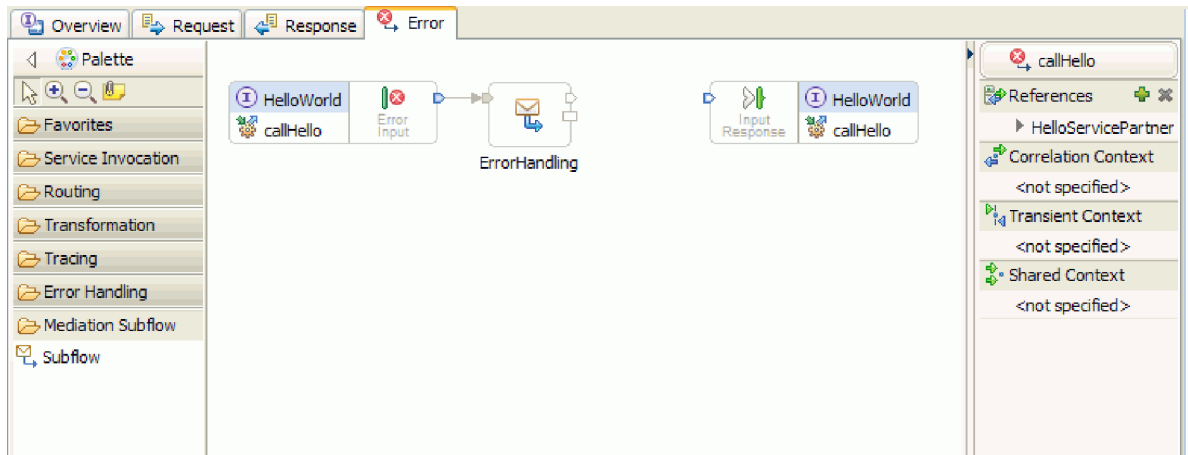 Overview Request Response Error
Palette
Favorites
Service Invocation
Routing
Transformation
Tracing
Error Handling
Mediation Subflow
Subflow
HelloWorld
callHello
Error
Input
ErrorHandling
Input
Response
HelloWorld
callHello
callHello
References
HelloServicePartner
Correlation Context
<not specified>
Transient Context
<not specified>
Shared Context
<not specified>